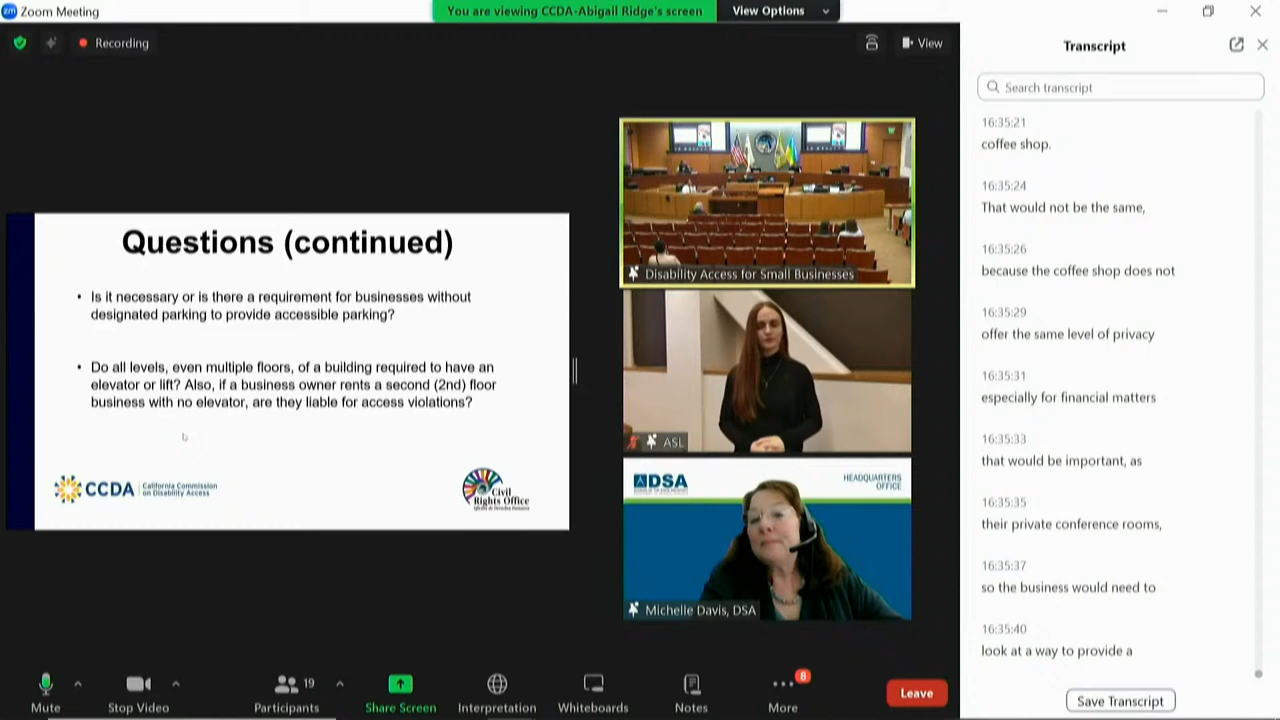 Zoom Meeting
You are viewing CCDA-Abigail Ridge's screen
View Options
Recording
View
Questions (continued)
• Is it necessary or is there a requirement for businesses without
designated parking to provide accessible parking?
• Do all levels, even multiple floors, of a building required to have an
elevator or lift? Also, if a business owner rents a second (2nd) floor
business with no elevator, are they liable for access violations?
CCDA
California Commission
on Disability Access
Civil
Rights Office
Disability Access for Small Businesses
ASL
DSA
HEADQUARTERS
OFFICE
Michelle Davis, DSA
Transcript
Search transcript
16:35:21
coffee shop.
16:35:24
That would not be the same,
16:35:26
because the coffee shop does not
16:35:29
offer the same level of privacy
16:35:31
especially for financial matters
16:35:33
that would be important, as
16:35:35
their private conference rooms,
16:35:37
so the business would need to
16:35:40
look at a way to provide a
Save Transcript
Mute
Stop Video
19
Participants
Share Screen
Interpretation
Whiteboards
Notes
8
More
Leave